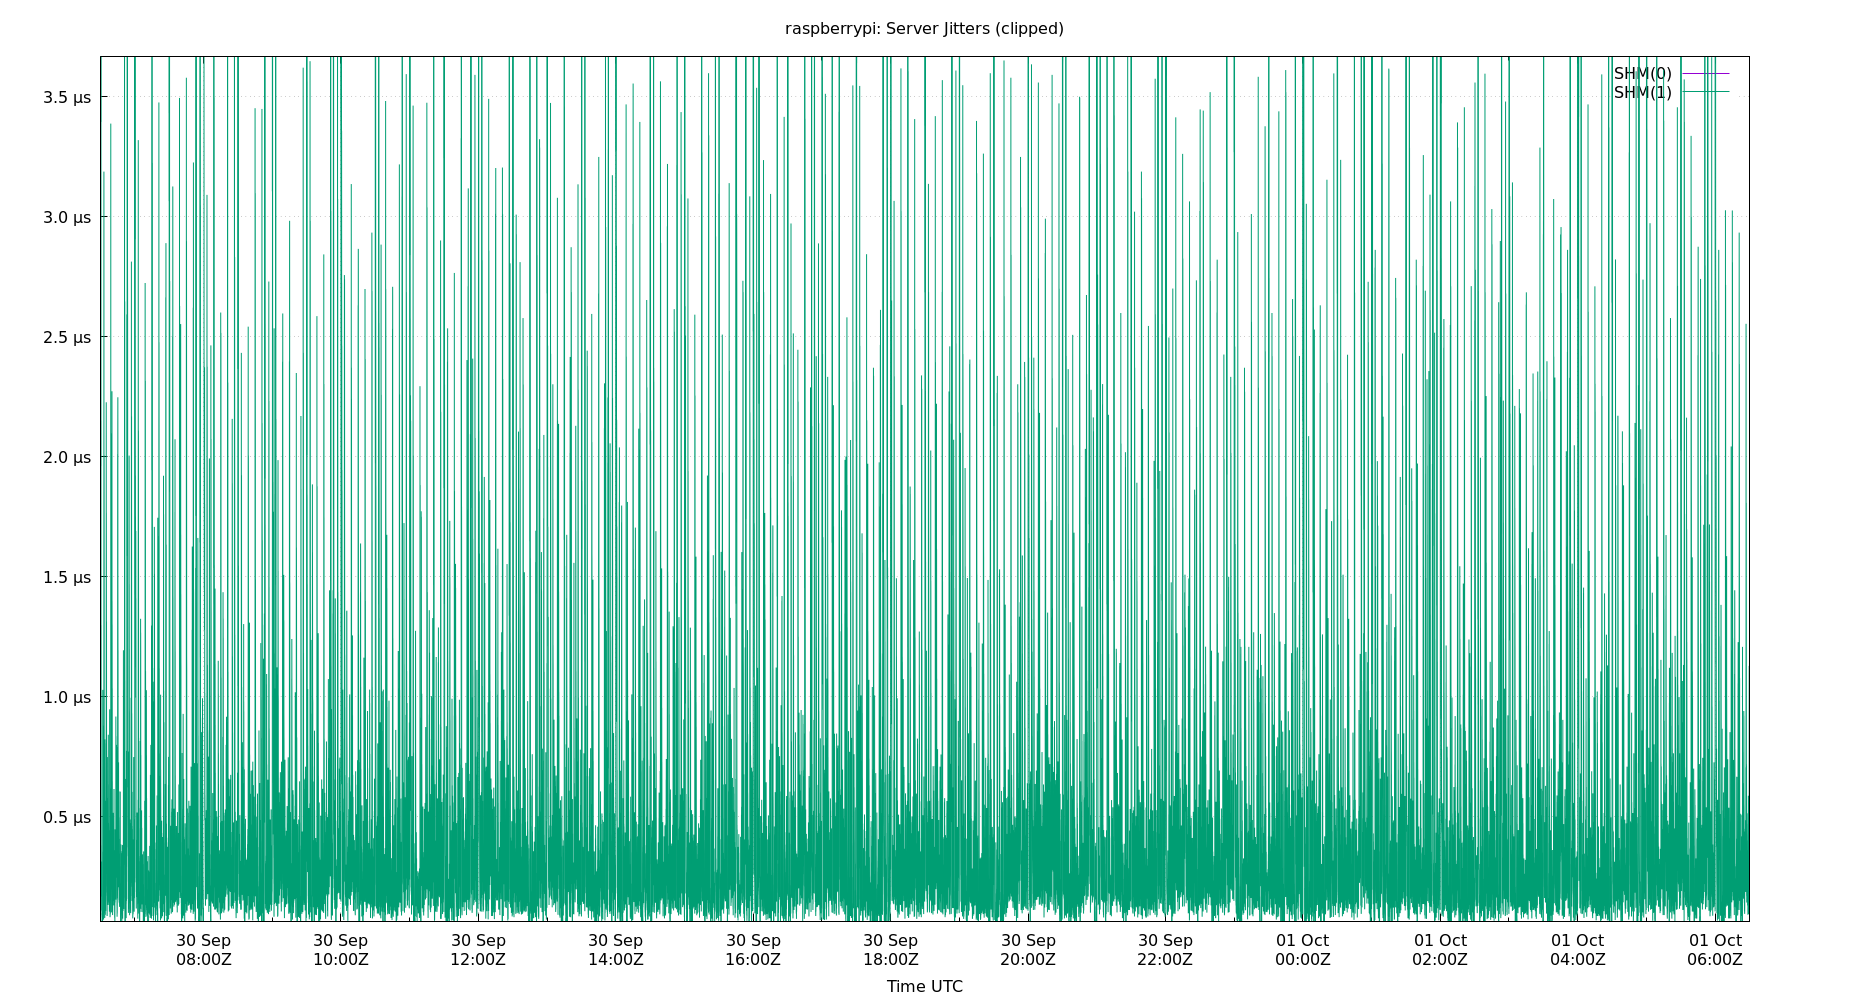 raspberrypi: Server Jitters (clipped)
SHM(0)
SHM(1)
3.5 µs
3.0 µs
2.5 µs
2.0 µs
1.5 µs
1.0 µs
0.5 µs
30 Sep 30 Sep 30 Sep 30 Sep 30 Sep 30 Sep 30 Sep 30 Sep 01 Oct 01 Oct 01 Oct 01 Oct
08:00Z 10:00Z 12:00Z 14:00Z 16:00Z 18:00Z 20:00Z 22:00Z 00:00Z 02:00Z 04:00Z 06:00Z
Time UTC